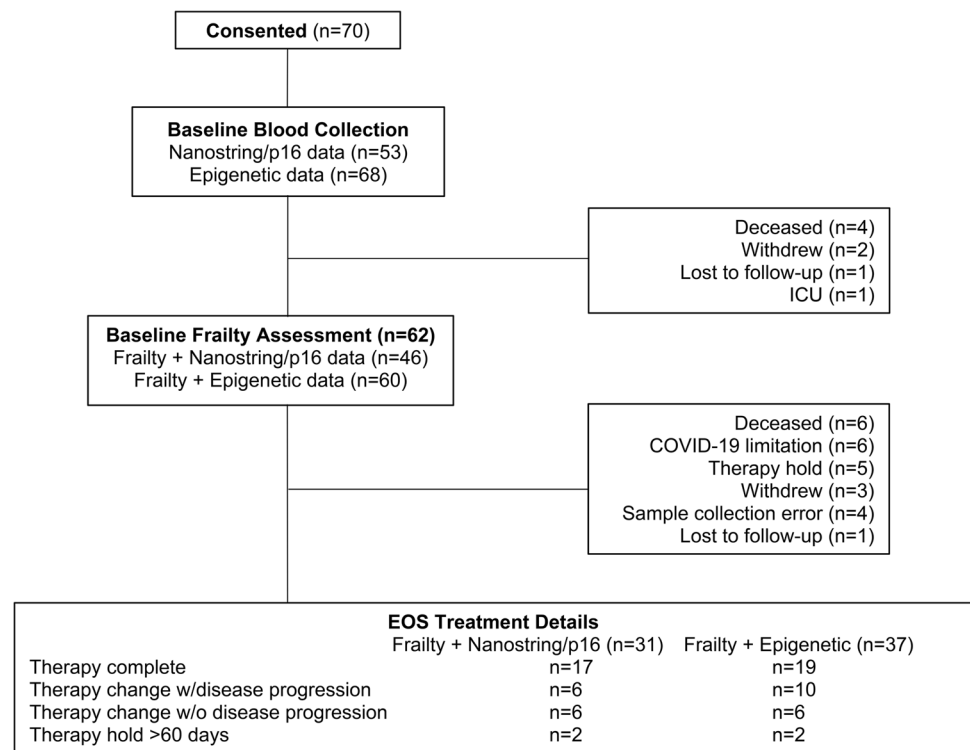 Consented (n=70)
Baseline Blood Collection
Nanostring/p16 data (n=53)
Epigenetic data (n=68)
Deceased (n=4)
Withdrew (n=2)
Lost to follow-up (n=1)
ICU (n=1)
Baseline Frailty Assessment (n=62)
Frailty + Nanostring/p16 data (n=46)
Frailty + Epigenetic data (n=60)
Deceased (n=6)
COVID-19 limitation (n=6)
Therapy hold (n=5)
Withdrew (n=3)
Sample collection error (n=4)
Lost to follow-up (n=1)
EOS Treatment Details
Frailty + Nanostring/p16 (n=31) Frailty + Epigenetic (n=37)
Therapy complete n=17 n=19
Therapy change w/disease progression n=6 n=10
Therapy change w/o disease progression n=6 n=6
Therapy hold >60 days n=2 n=2